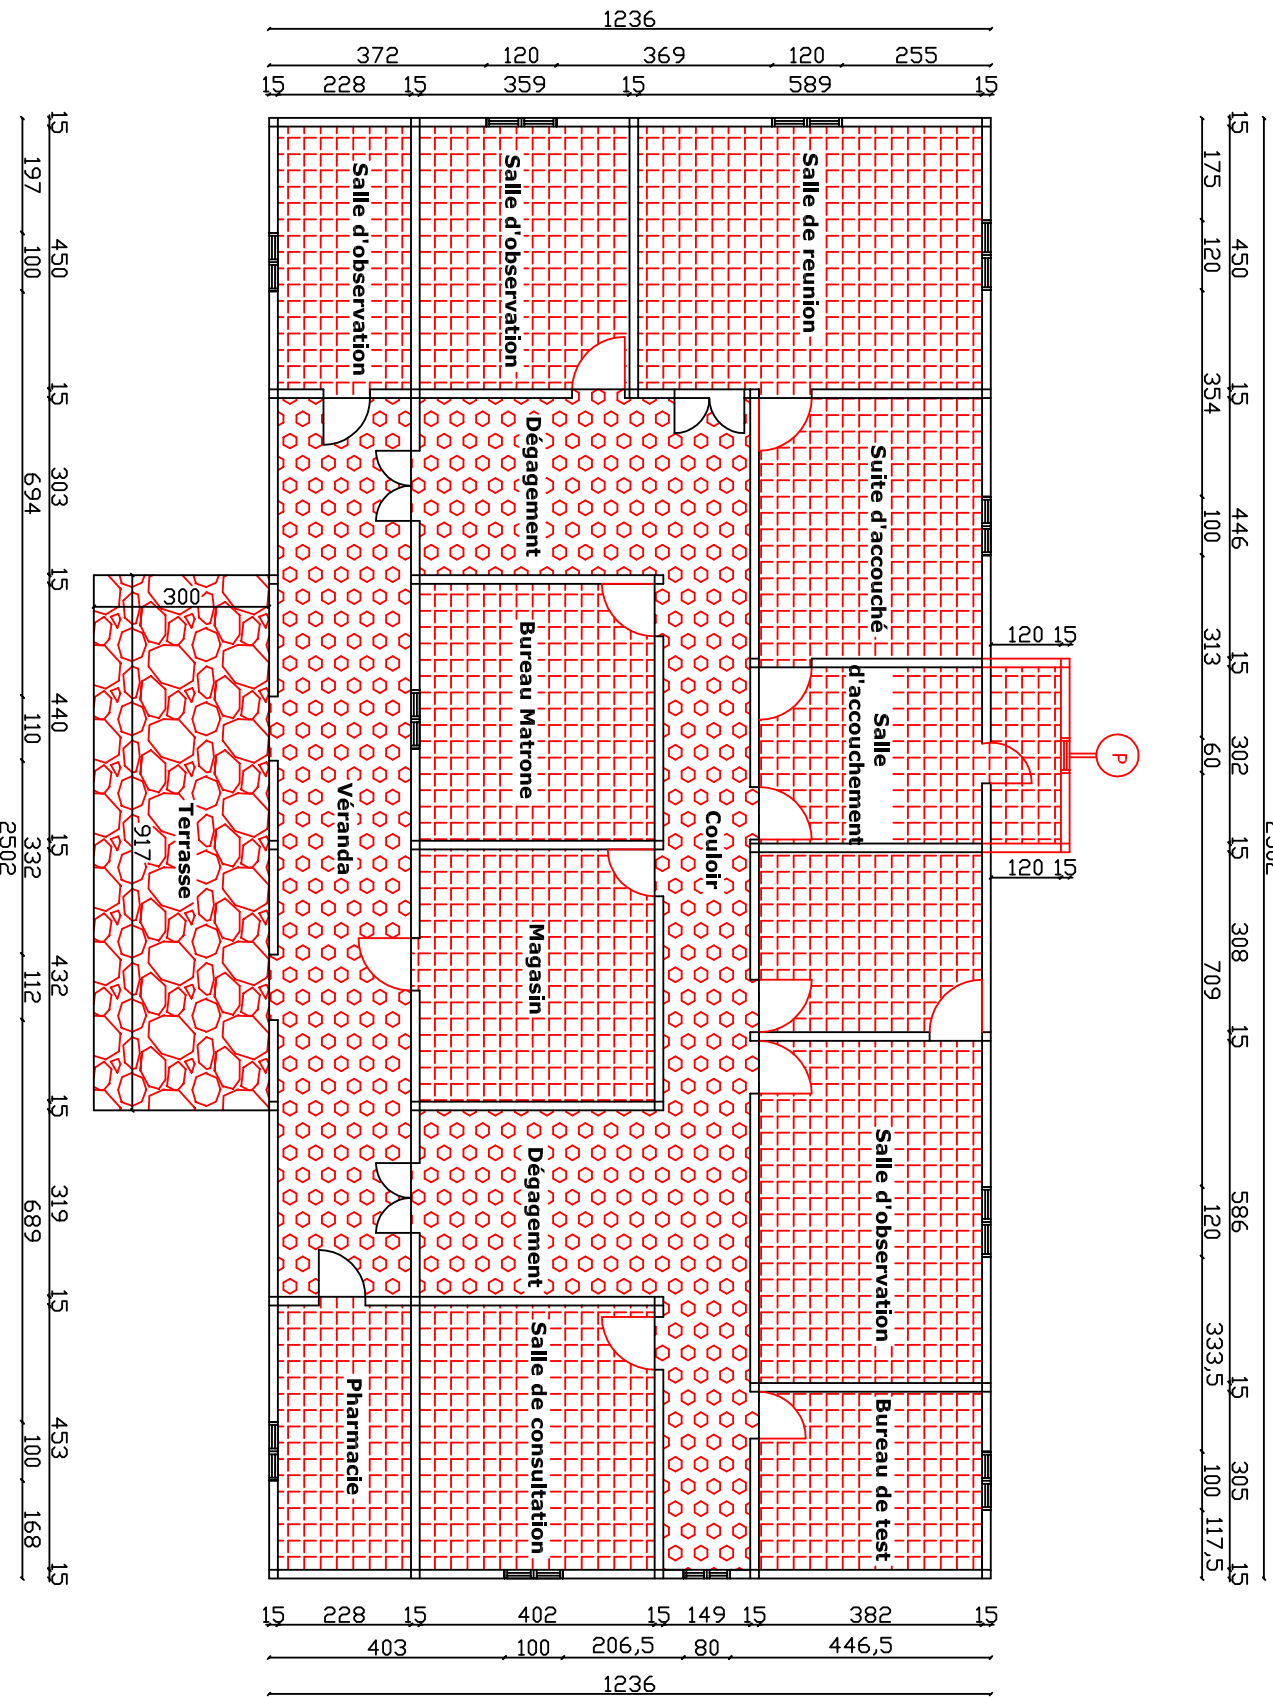 1236
372 120 369 120 255
15 228 15 359 15 589 15
15 175 120 354 100 313 60 709 120 333,5 100 117,5
15 450 15 446 15 302 15 308 15 586 15 305 15
15 450 15 303 15 440 15 432 15 319 15 453 15
197 100 694 110 332 112 689 100 168
2502
Salle d'observation
Salle d'observation
Salle de reunion
Dégagement
Suite d'accouché
Bureau Matrone
Salle
d'accouchement
120 15
P
120 15
300
917
Terrasse
Véranda
Couloir
Magasin
Dégagement
Salle d'observation
Pharmacie
Salle de consultation
Bureau de test
15 228 15 402 15 149 15 382 15
403 100 206,5 80 446,5
1236